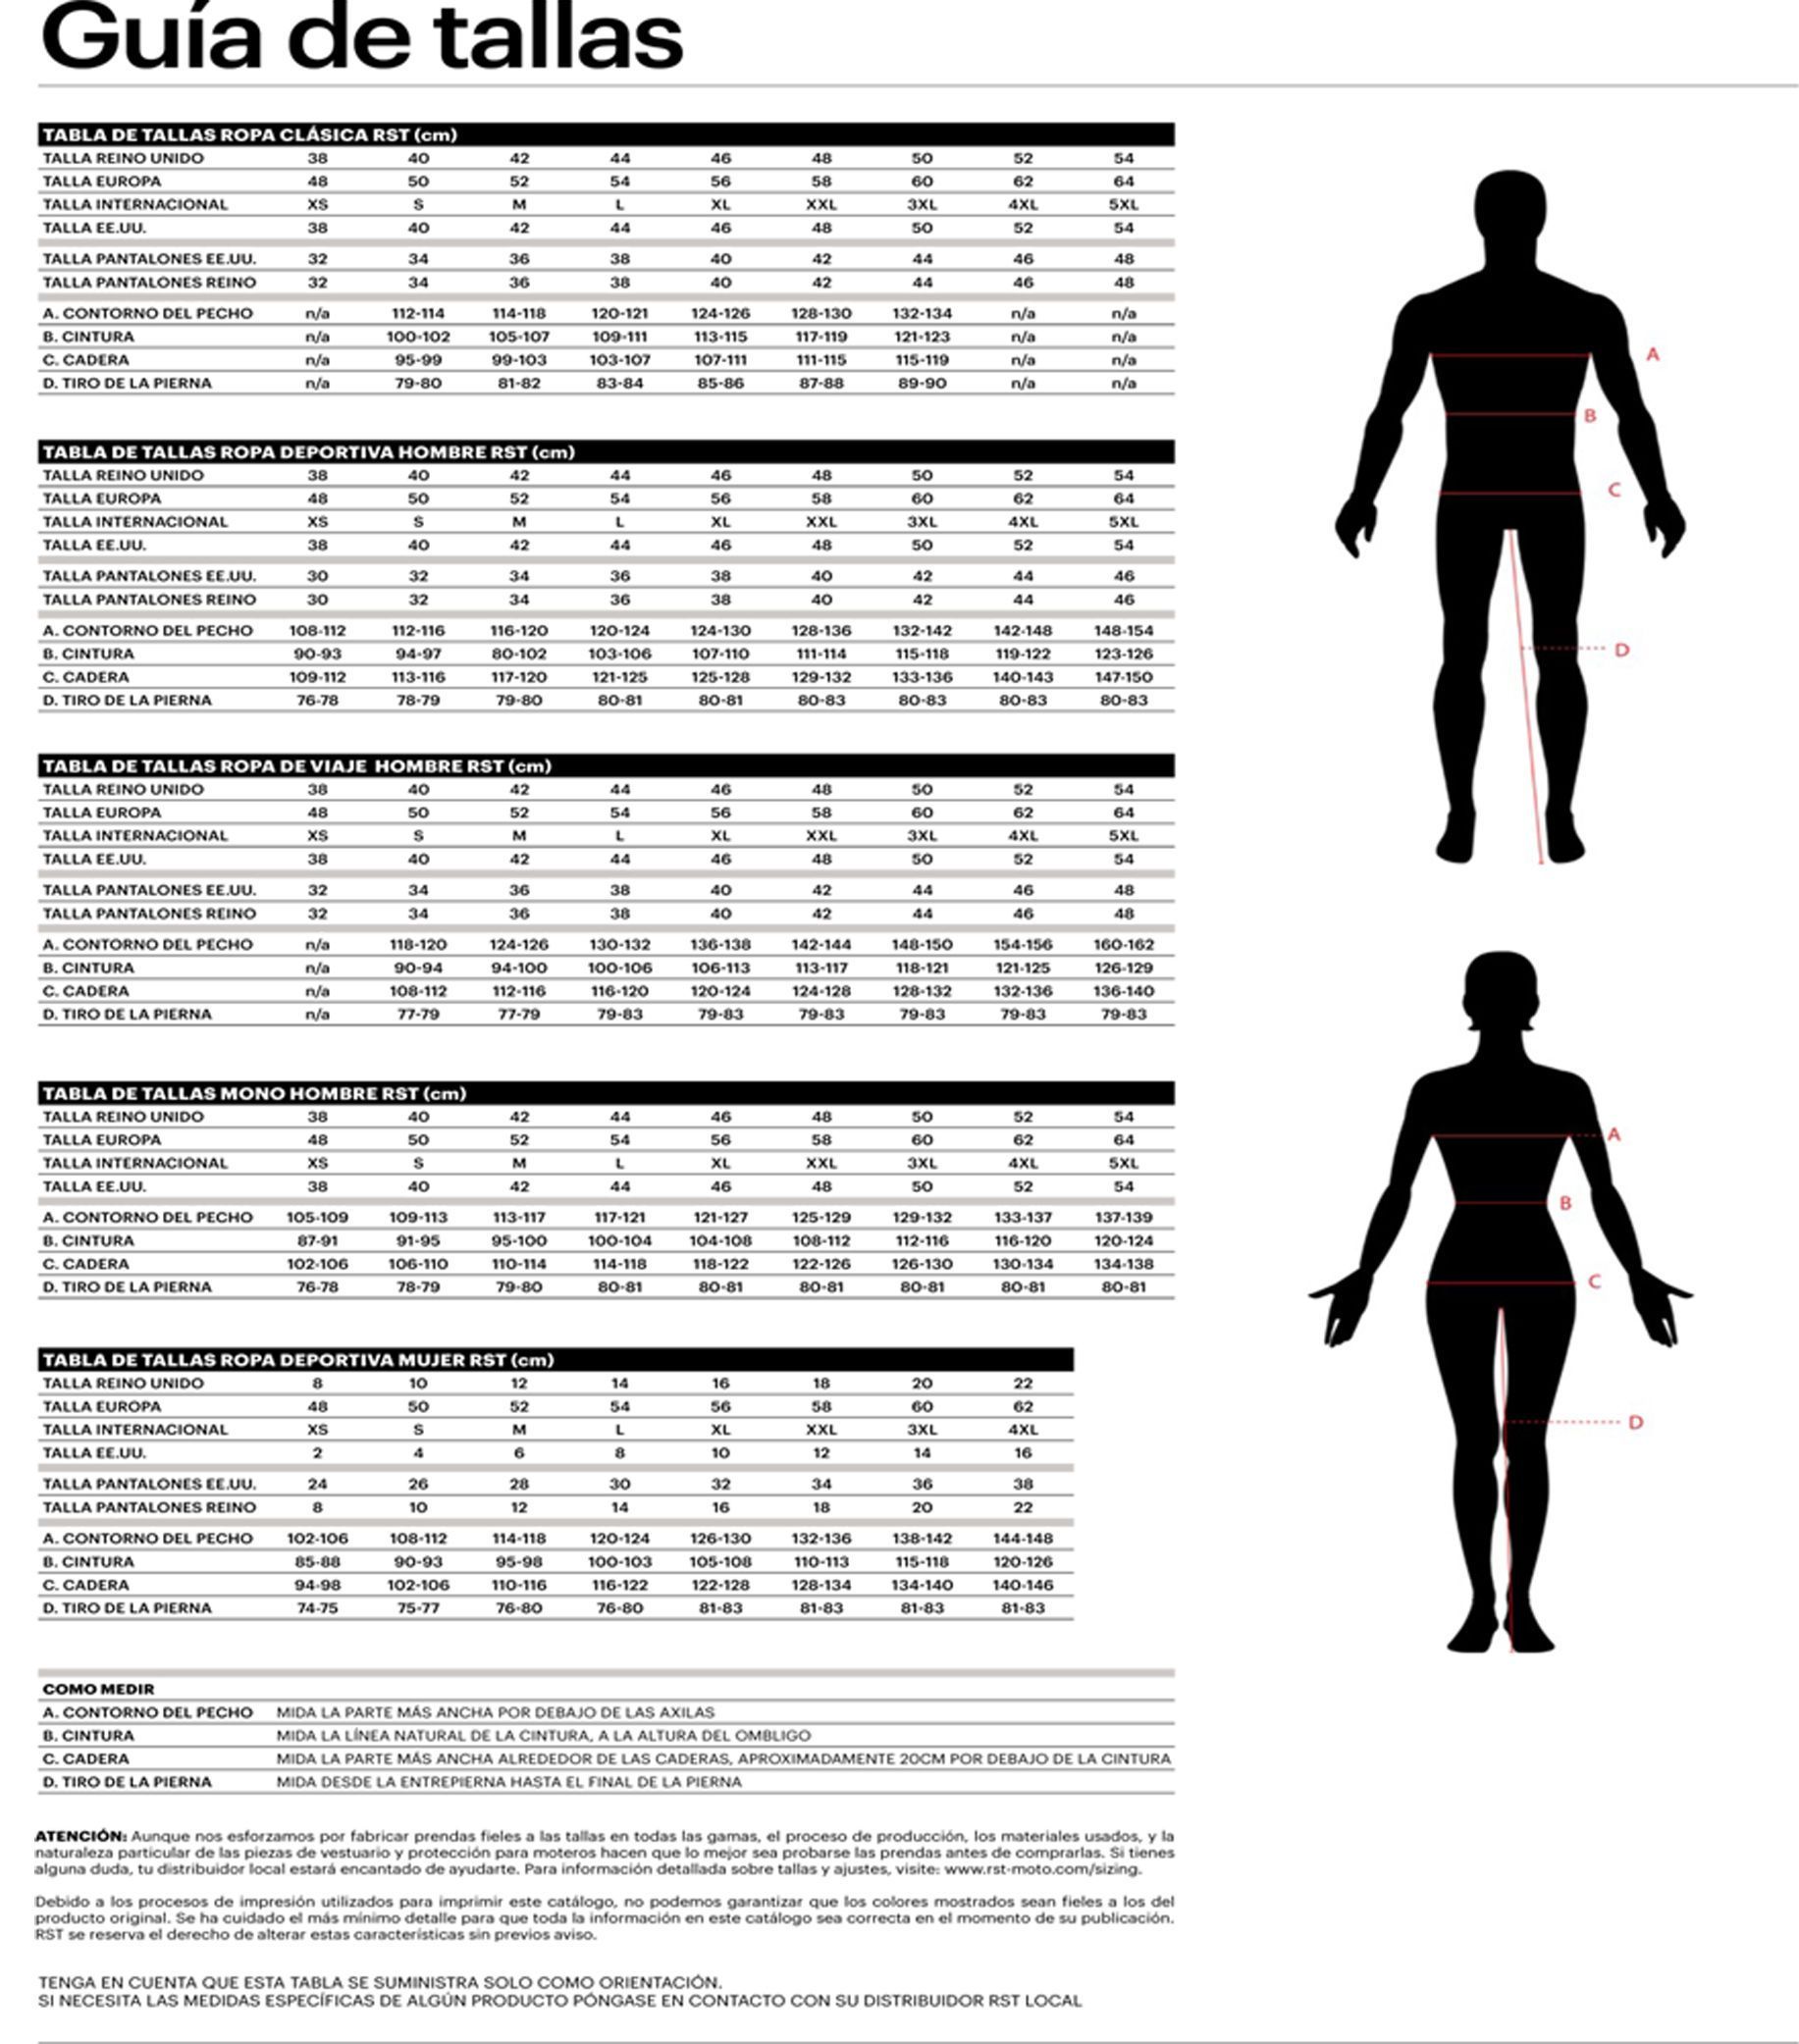 Guía de tallas
TABLA DE TALLAS ROPA CLÁSICA RST (cm)
TALLA REINO UNIDO 38 40 42 44 46 48 50 52 54
TALLA EUROPA 48 50 52 54 56 58 60 62 64
TALLA INTERNACIONAL XS S M L XL XXL 3XL 4XL 5XL
TALLA EE.UU. 38 40 42 44 46 48 50 52 54
TALLA PANTALONES EE.UU. 32 34 36 38 40 42 44 46 48
TALLA PANTALONES REINO 32 34 36 38 40 42 44 46 48
A. CONTORNO DEL PECHO n/a 112-114 114-118 120-121 124-126 128-130 132-134 n/a n/a
B. CINTURA n/a 100-102 105-107 109-111 113-115 117-119 121-123 n/a n/a
C. CADERA n/a 95-99 99-103 103-107 107-111 111-115 115-119 n/a n/a
D. TIRO DE LA PIERNA n/a 79-80 81-82 83-84 85-86 87-88 89-90 n/a n/a
TABLA DE TALLAS ROPA DEPORTIVA HOMBRE RST (cm)
TALLA REINO UNIDO 38 40 42 44 46 48 50 52 54
TALLA EUROPA 48 50 52 54 56 58 60 62 64
TALLA INTERNACIONAL XS S M L XL XXL 3XL 4XL 5XL
TALLA EE.UU. 38 40 42 44 46 48 50 52 54
TALLA PANTALONES EE.UU. 30 32 34 36 38 40 42 44 46
TALLA PANTALONES REINO 30 32 34 36 38 40 42 44 46
A. CONTORNO DEL PECHO 108-112 112-116 116-120 120-124 124-130 128-136 132-142 142-148 148-154
B. CINTURA 90-93 94-97 80-102 103-106 107-110 111-114 115-118 119-122 123-126
C. CADERA 109-112 113-116 117-120 121-125 125-128 129-132 133-136 140-143 147-150
D. TIRO DE LA PIERNA 76-78 78-79 79-80 80-81 80-81 80-83 80-83 80-83 80-83
TABLA DE TALLAS ROPA DE VIAJE HOMBRE RST (cm)
TALLA REINO UNIDO 38 40 42 44 46 48 50 52 54
TALLA EUROPA 48 50 52 54 56 58 60 62 64
TALLA INTERNACIONAL XS S M L XL XXL 3XL 4XL 5XL
TALLA EE.UU. 38 40 42 44 46 48 50 52 54
TALLA PANTALONES EE.UU. 32 34 36 38 40 42 44 46 48
TALLA PANTALONES REINO 32 34 36 38 40 42 44 46 48
A. CONTORNO DEL PECHO n/a 118-120 124-126 130-132 136-138 142-144 148-150 154-156 160-162
B. CINTURA n/a 90-94 94-100 100-106 106-113 113-117 118-121 121-125 126-129
C. CADERA n/a 108-112 112-116 116-120 120-124 124-128 128-132 132-136 136-140
D. TIRO DE LA PIERNA n/a 77-79 77-79 79-83 79-83 79-83 79-83 79-83 79-83
TABLA DE TALLAS MONO HOMBRE RST (cm)
TALLA REINO UNIDO 38 40 42 44 46 48 50 52 54
TALLA EUROPA 48 50 52 54 56 58 60 62 64
TALLA INTERNACIONAL XS S M L XL XXL 3XL 4XL 5XL
TALLA EE.UU. 38 40 42 44 46 48 50 52 54
A. CONTORNO DEL PECHO 105-109 109-113 113-117 117-121 121-127 125-129 129-132 133-137 137-139
B. CINTURA 87-91 91-95 95-100 100-104 104-108 108-112 112-116 116-120 120-124
C. CADERA 102-106 106-110 110-114 114-118 118-122 122-126 126-130 130-134 134-138
D. TIRO DE LA PIERNA 76-78 78-79 79-80 80-81 80-81 80-81 80-81 80-81 80-81
TABLA DE TALLAS ROPA DEPORTIVA MUJER RST (cm)
TALLA REINO UNIDO 8 10 12 14 16 18 20 22
TALLA EUROPA 48 50 52 54 56 58 60 62
TALLA INTERNACIONAL XS S M L XL XXL 3XL 4XL
TALLA EE.UU. 2 4 6 8 10 12 14 16
TALLA PANTALONES EE.UU. 24 26 28 30 32 34 36 38
TALLA PANTALONES REINO 8 10 12 14 16 18 20 22
A. CONTORNO DEL PECHO 102-106 108-112 114-118 120-124 126-130 132-136 138-142 144-148
B. CINTURA 85-88 90-93 95-98 100-103 105-108 110-113 115-118 120-126
C. CADERA 94-98 102-106 110-116 116-122 122-128 128-134 134-140 140-146
D. TIRO DE LA PIERNA 74-75 75-77 76-80 76-80 81-83 81-83 81-83 81-83
COMO MEDIR
A. CONTORNO DEL PECHO MIDA LA PARTE MÁS ANCHA POR DEBAJO DE LAS AXILAS
B. CINTURA MIDA LA LÍNEA NATURAL DE LA CINTURA, A LA ALTURA DEL OMBLIGO
C. CADERA MIDA LA PARTE MÁS ANCHA ALREDEDOR DE LAS CADERAS, APROXIMADAMENTE 20CM POR DEBAJO DE LA CINTURA
D. TIRO DE LA PIERNA MIDA DESDE LA ENTREPIERNA HASTA EL FINAL DE LA PIERNA
ATENCIÓN: Aunque nos esforzamos por fabricar prendas fieles a las tallas en todas las gamas, el proceso de producción, los materiales usados, y la
naturaleza particular de las piezas de vestuario y protección para moteros hacen que lo mejor sea probarse las prendas antes de comprarlas. Si tienes
alguna duda, tu distribuidor local estará encantado de ayudarte. Para información detallada sobre tallas y ajustes, visite: www.rst-moto.com/sizing.
Debido a los procesos de impresión utilizados para imprimir este catálogo, no podemos garantizar que los colores mostrados sean fieles a los del
producto original. Se ha cuidado el más mínimo detalle para que toda la información en este catálogo sea correcta en el momento de su publicación.
RST se reserva el derecho de alterar estas características sin previos aviso.
TENGA EN CUENTA QUE ESTA TABLA SE SUMINISTRA SOLO COMO ORIENTACIÓN.
SI NECESITA LAS MEDIDAS ESPECÍFICAS DE ALGÚN PRODUCTO PÓNGASE EN CONTACTO CON SU DISTRIBUIDOR RST LOCAL
A
B
C
D
A
B
C
D